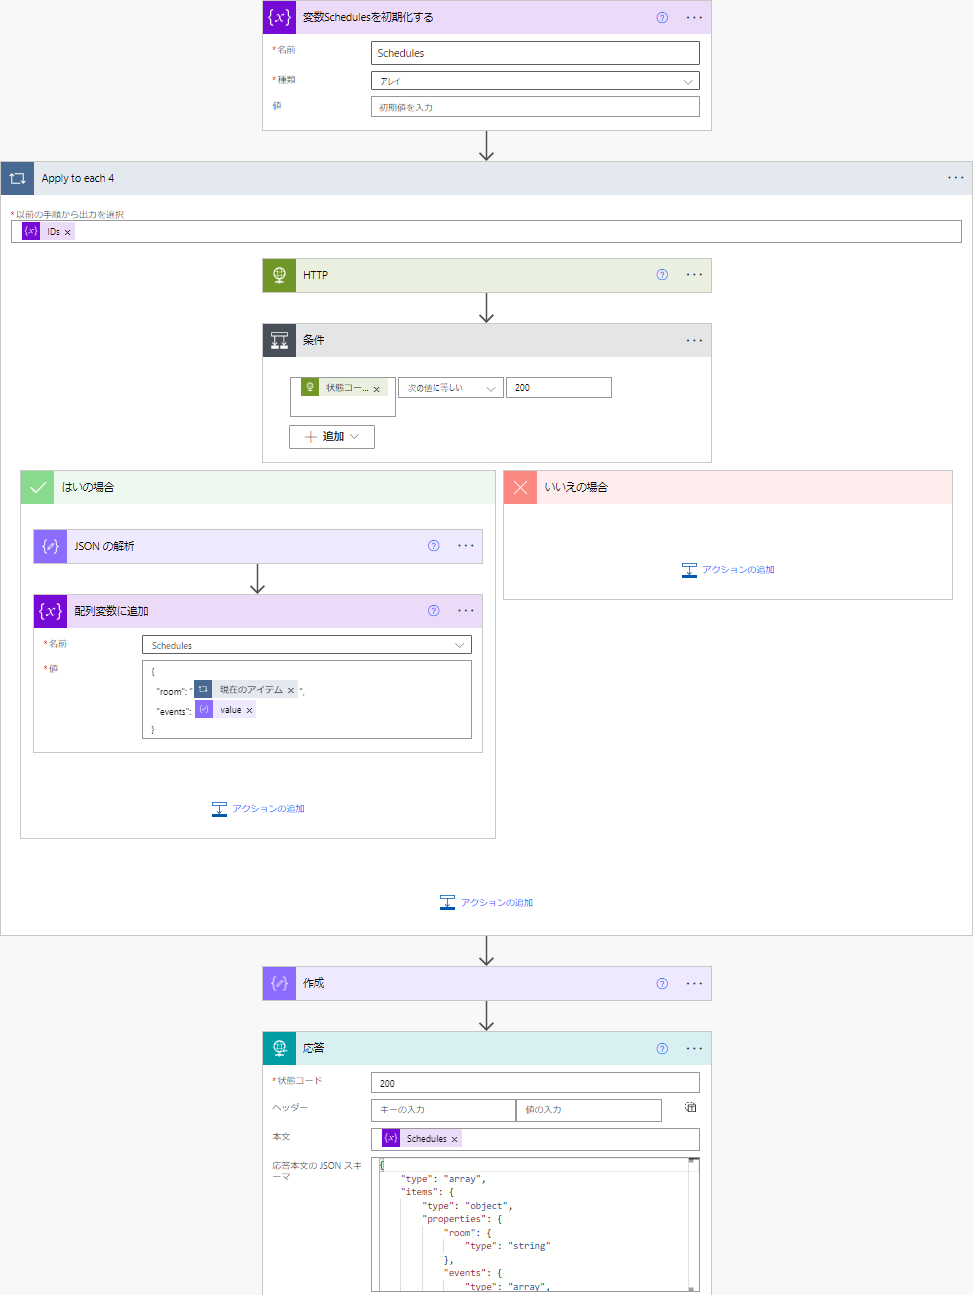 変数Schedulesを初期化する
*名前
Schedules
*種類
アレイ
値
初期値を入力
Apply to each 4
*以前の手順から出力を選択
IDs ×
HTTP
条件
状態コー... ×
次の値に等しい
200
追加
はいの場合
いいえの場合
JSON の解析
アクションの追加
配列変数に追加
*名前
Schedules
*値
{
"room": " 現在のアイテム × ",
"events": value ×
}
アクションの追加
アクションの追加
作成
応答
*状態コード
200
ヘッダー
キーの入力
値の入力
本文
Schedules ×
応答本文の JSON スキ
ーマ
{
"type": "array",
"items": {
"type": "object",
"properties": {
"room": {
"type": "string"
},
"events": {
"type": "array",